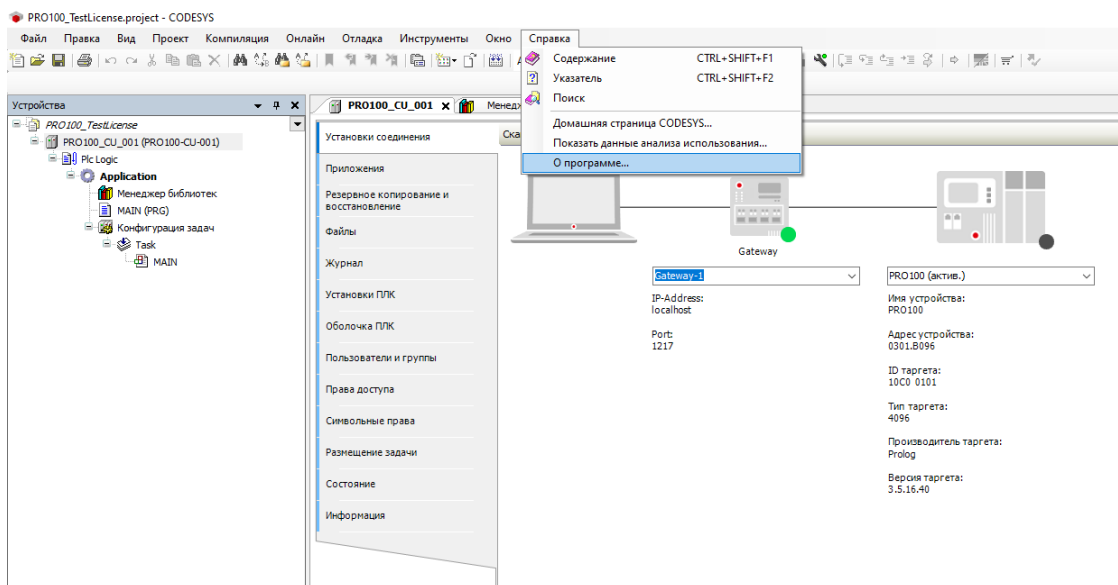 PRO100_TestLicense.project - CODESYS
Файл Правка Вид Проект Компиляция Онлайн Отладка Инструменты Окно Справка
Содержание CTRL+SHIFT+F1
Указатель CTRL+SHIFT+F2
Поиск
Домашняя страница CODESYS...
Показать данные анализа использования...
О программе...
Устройства
PRO100_TestLicense
PRO100_CU_001 (PRO100-CU-001)
Plc Logic
Application
Менеджер библиотек
MAIN (PRG)
Конфигурация задач
Task
MAIN
PRO100_CU_001
Менедж
Установки соединения
Приложения
Резервное копирование и
восстановление
Файлы
Журнал
Установки ПЛК
Оболочка ПЛК
Пользователи и группы
Права доступа
Символьные права
Размещение задачи
Состояние
Информация
Ска
Gateway
Gateway-1
IP-Address:
localhost
Port:
1217
PRO100 (актив.)
Имя устройства:
PRO100
Адрес устройства:
0301.B096
ID таргета:
10C0 0101
Тип таргета:
4096
Производитель таргета:
Prolog
Версия таргета:
3.5.16.40